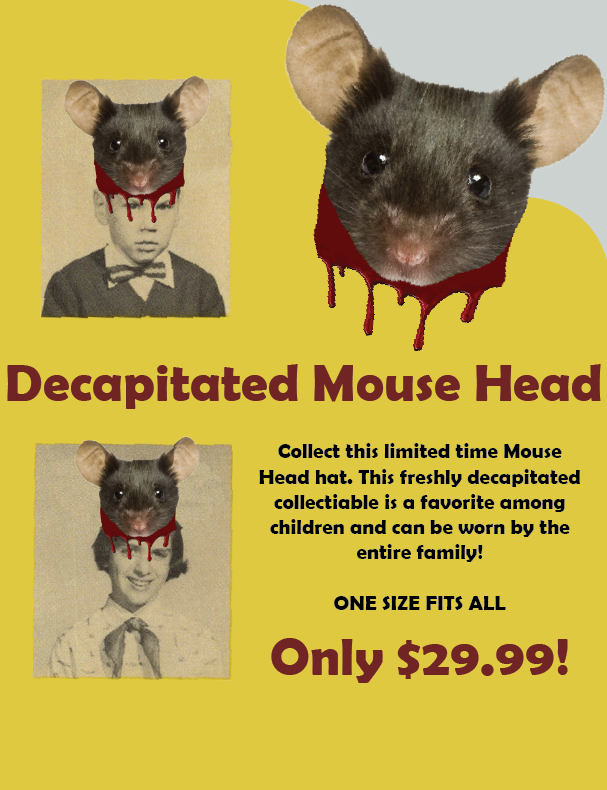 Decapitated Mouse Head
Collect this limited time Mouse
Head hat. This freshly decapitated
collectiable is a favorite among
children and can be worn by the
entire family!
ONE SIZE FITS ALL
Only $29.99!